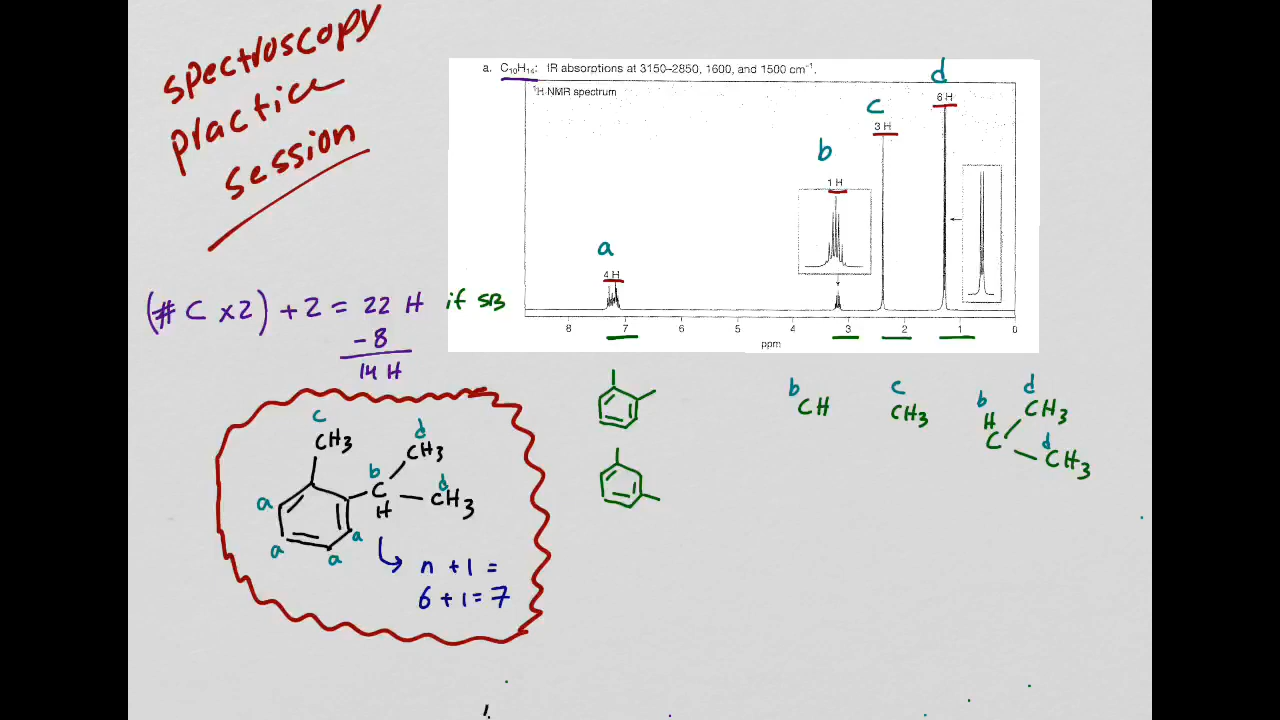 spectroscopy
practice
session
a. C₁₀H₁₄: IR absorptions at 3150–2850, 1600, and 1500 cm⁻¹.
¹H NMR spectrum
d
6 H
c
3 H
b
1 H
a
4 H
8 7 6 5 4 3 2 1 0
ppm
(# C x2) + 2 = 22 H if SB
-8
14 H
b
CH
c
CH3
b
H
C
d
CH3
d
CH3
c
CH3
d
CH3
b
C
H
d
CH3
a
a
a
a
n + 1 =
6 + 1 = 7